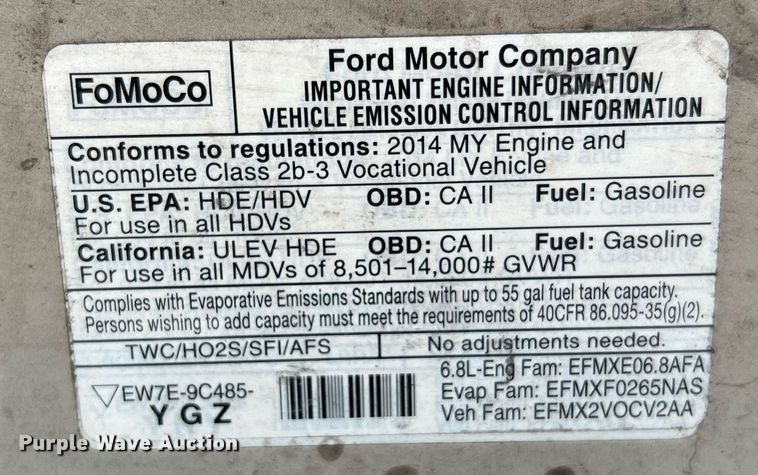 FoMoCo
Ford Motor Company
IMPORTANT ENGINE INFORMATION/
VEHICLE EMISSION CONTROL INFORMATION
Conforms to regulations: 2014 MY Engine and
Incomplete Class 2b-3 Vocational Vehicle
U.S. EPA: HDE/HDV OBD: CA II Fuel: Gasoline
For use in all HDVs
California: ULEV HDE OBD: CA II Fuel: Gasoline
For use in all MDVs of 8,501–14,000# GVWR
Complies with Evaporative Emissions Standards with up to 55 gal fuel tank capacity.
Persons wishing to add capacity must meet the requirements of 40CFR 86.095-35(g)(2).
TWC/HO2S/SFI/AFS No adjustments needed.
EW7E-9C485-
YGZ
6.8L-Eng Fam: EFMXE06.8AFA
Evap Fam: EFMXF0265NAS
Veh Fam: EFMX2VOCV2AA
Purple Wave Auction